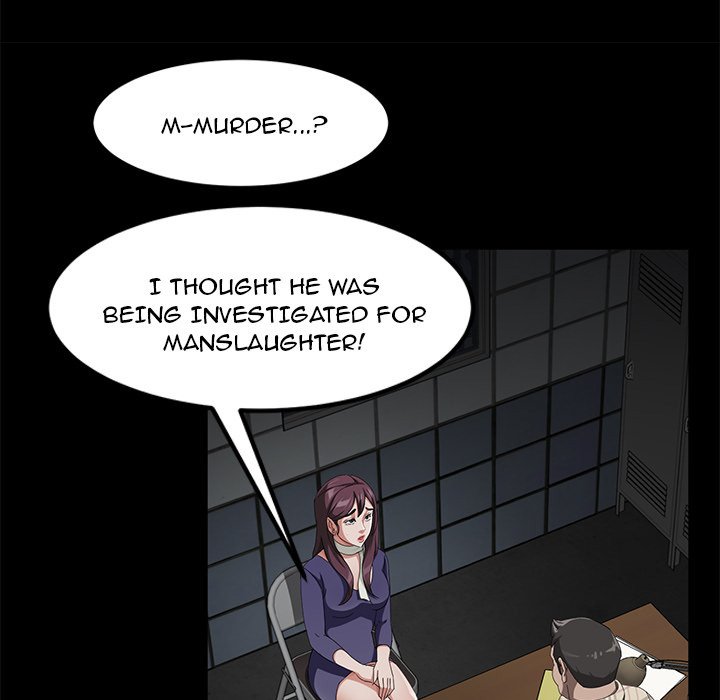 M-MURDER...?
I THOUGHT HE WAS
BEING INVESTIGATED FOR
MANSLAUGHTER!